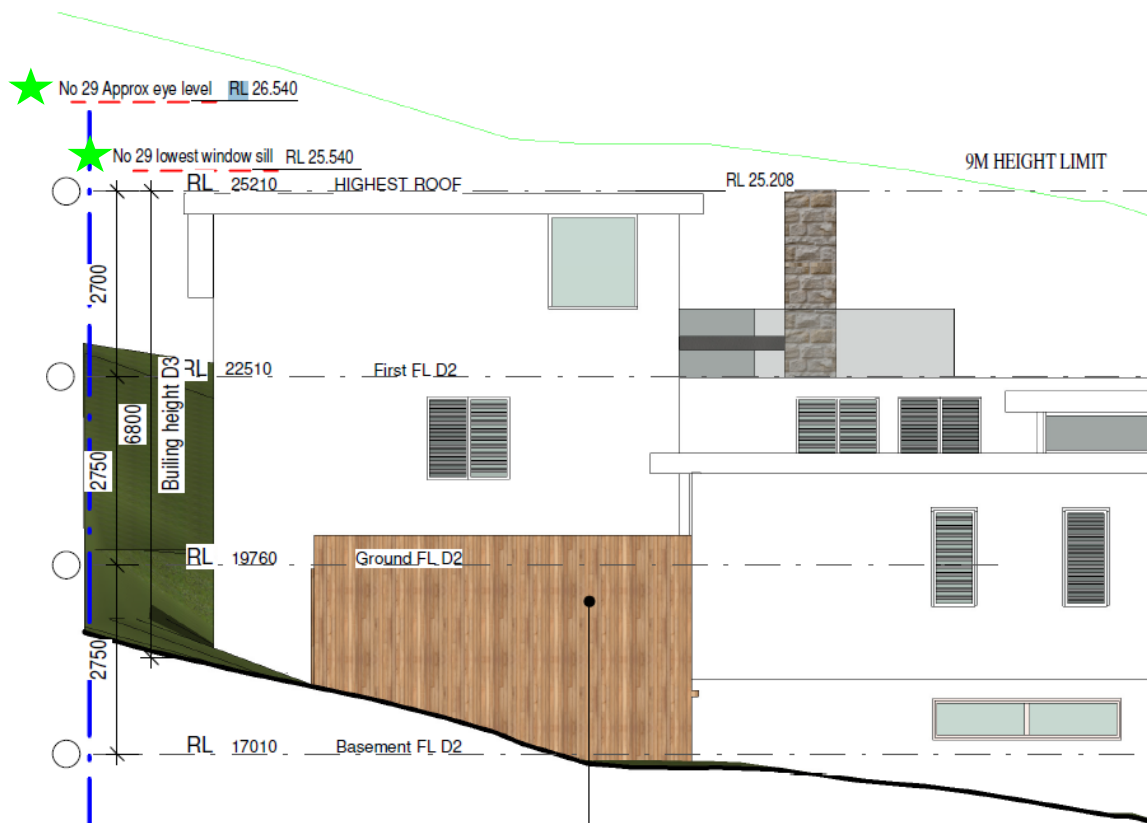 No 29 Approx eye level RL 26.540
No 29 lowest window sill RL 25.540
9M HEIGHT LIMIT
RL 25210 HIGHEST ROOF
RL 25.208
2700
RL 22510 First FL D2
Builing height D3
6800
2750
RL 19760 Ground FL D2
2750
RL 17010 Basement FL D2